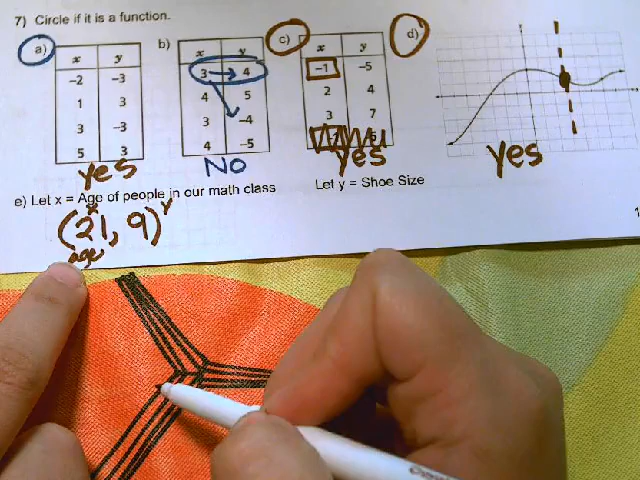 7) Circle if it is a function.
a) b) c) d)
x y x y x y
-2 -3 3 4 -1 -5
1 3 4 5 2 4
3 -3 3 -4 3 7
5 3 4 -5
yes NO yes yes
e) Let x = Age of people in our math class Let y = Shoe Size
x Y
(21, 9)
age